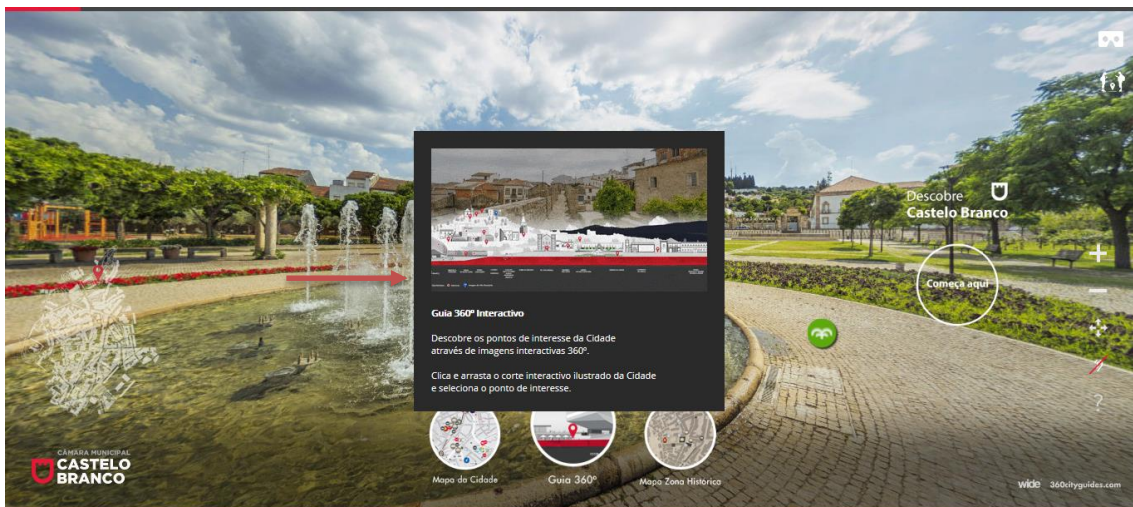 Descobre
Castelo Branco
Começa aqui
Guia 360º Interactivo
Descobre os pontos de interesse da Cidade
através de imagens interactivas 360º.
Clica e arrasta o corte interactivo ilustrado da Cidade
e seleciona o ponto de interesse.
?
CÂMARA MUNICIPAL
CASTELO
BRANCO
Mapa da Cidade
Guia 360º
Mapa Zona Histórica
wide 360cityguides.com